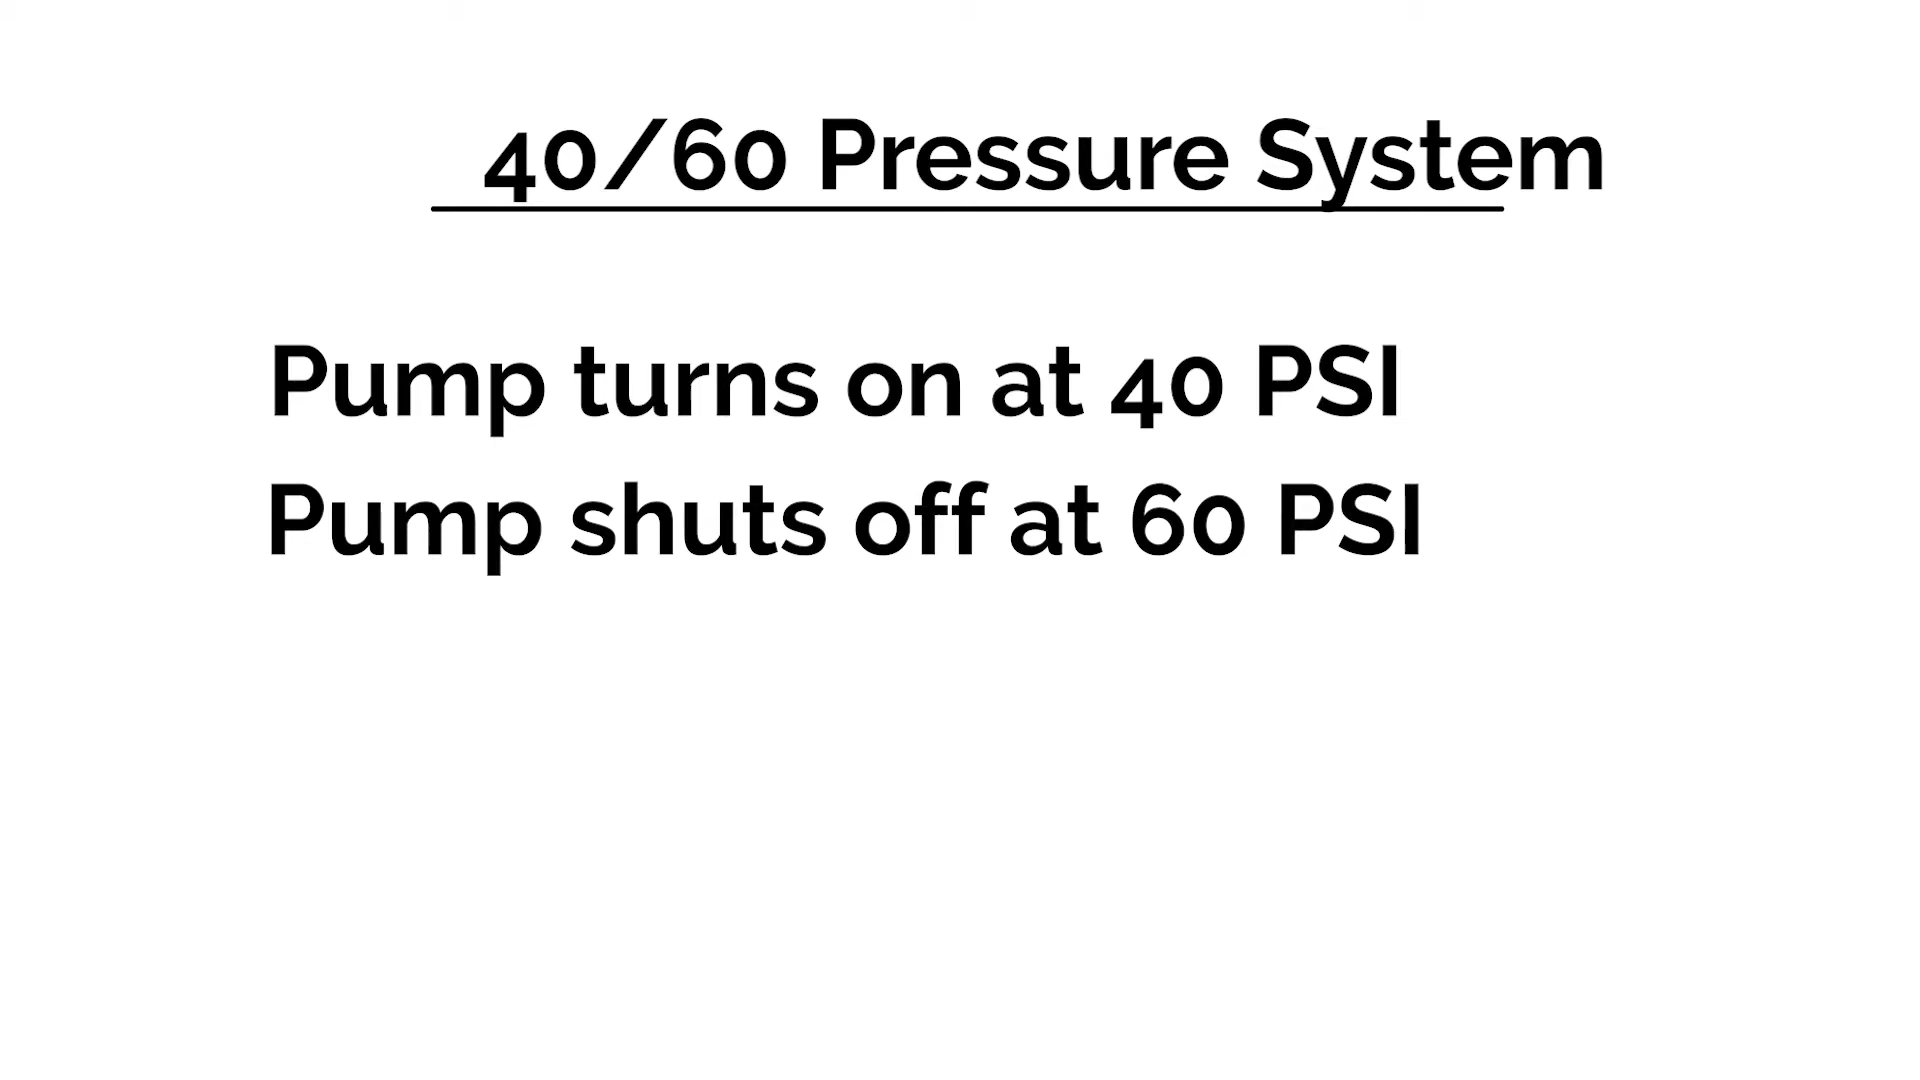 40/60 Pressure System
Pump turns on at 40 PSI
Pump shuts off at 60 PSI